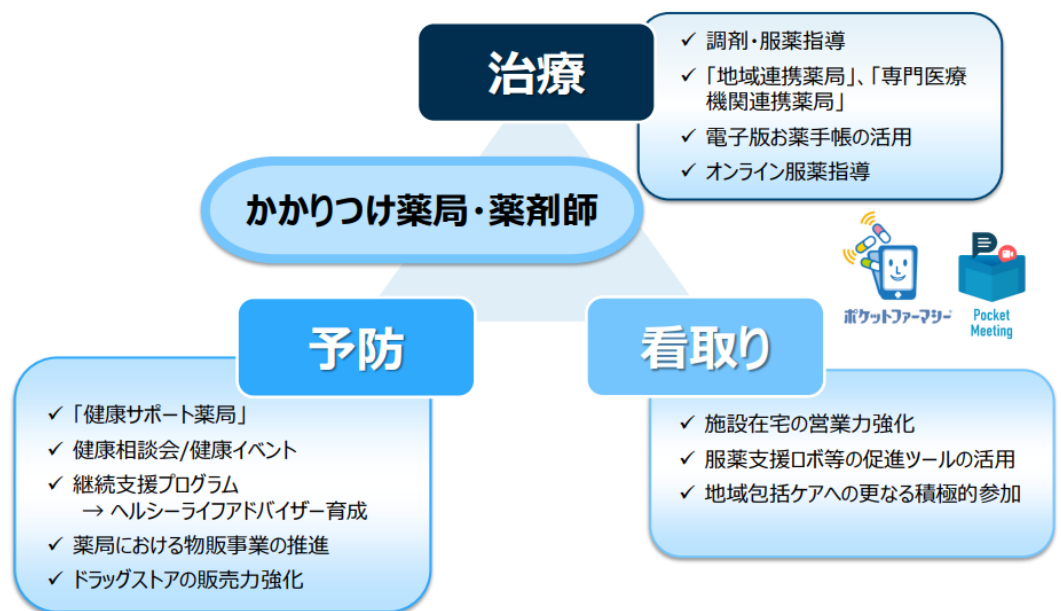 治療
✓ 調剤・服薬指導
✓ 「地域連携薬局」、「専門医療
機関連携薬局」
✓ 電子版お薬手帳の活用
✓ オンライン服薬指導
かかりつけ薬局・薬剤師
ポケットファーマシー
Pocket
Meeting
予防
✓ 「健康サポート薬局」
✓ 健康相談会/健康イベント
✓ 継続支援プログラム
→ ヘルシーライフアドバイザー育成
✓ 薬局における物販事業の推進
✓ ドラッグストアの販売力強化
看取り
✓ 施設在宅の営業力強化
✓ 服薬支援ロボ等の促進ツールの活用
✓ 地域包括ケアへの更なる積極的参加